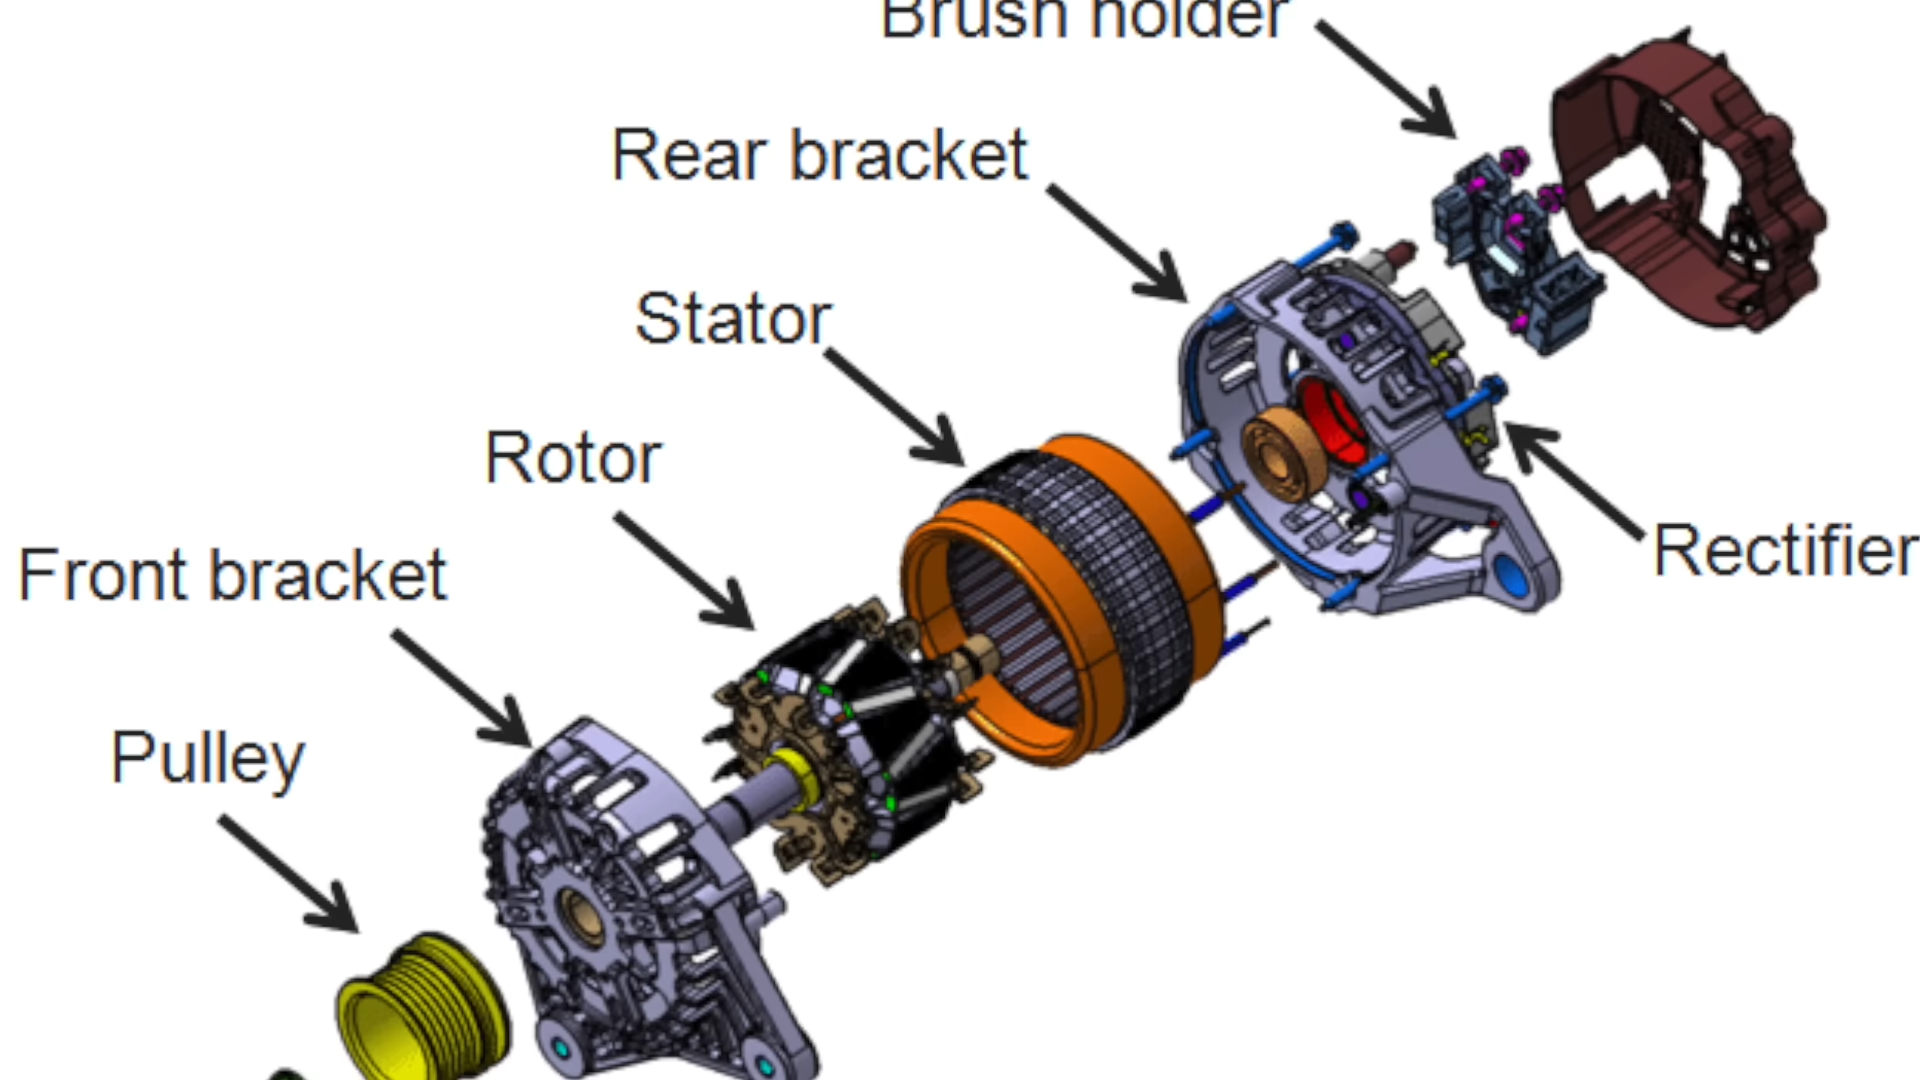 Brush holder
Rear bracket
Stator
Rotor
Front bracket
Rectifier
Pulley